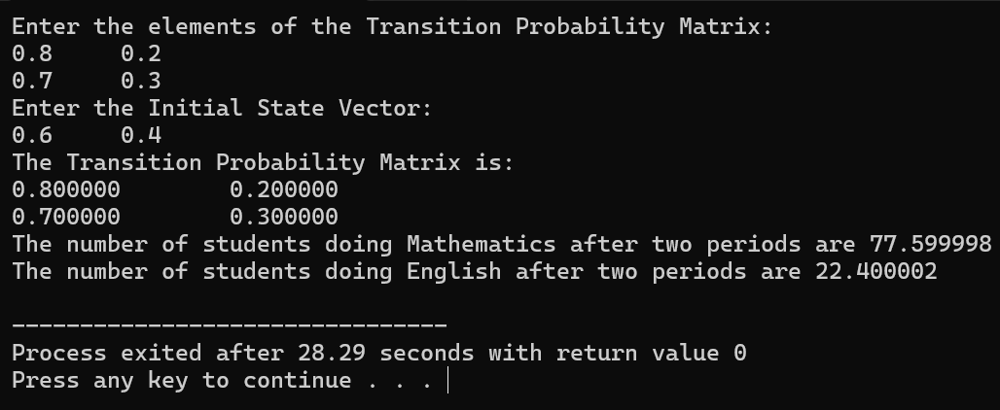 Enter the elements of the Transition Probability Matrix:
0.8     0.2
0.7     0.3
Enter the Initial State Vector:
0.6     0.4
The Transition Probability Matrix is:
0.800000        0.200000
0.700000        0.300000
The number of students doing Mathematics after two periods are 77.599998
The number of students doing English after two periods are 22.400002

--------------------------------
Process exited after 28.29 seconds with return value 0
Press any key to continue . . .